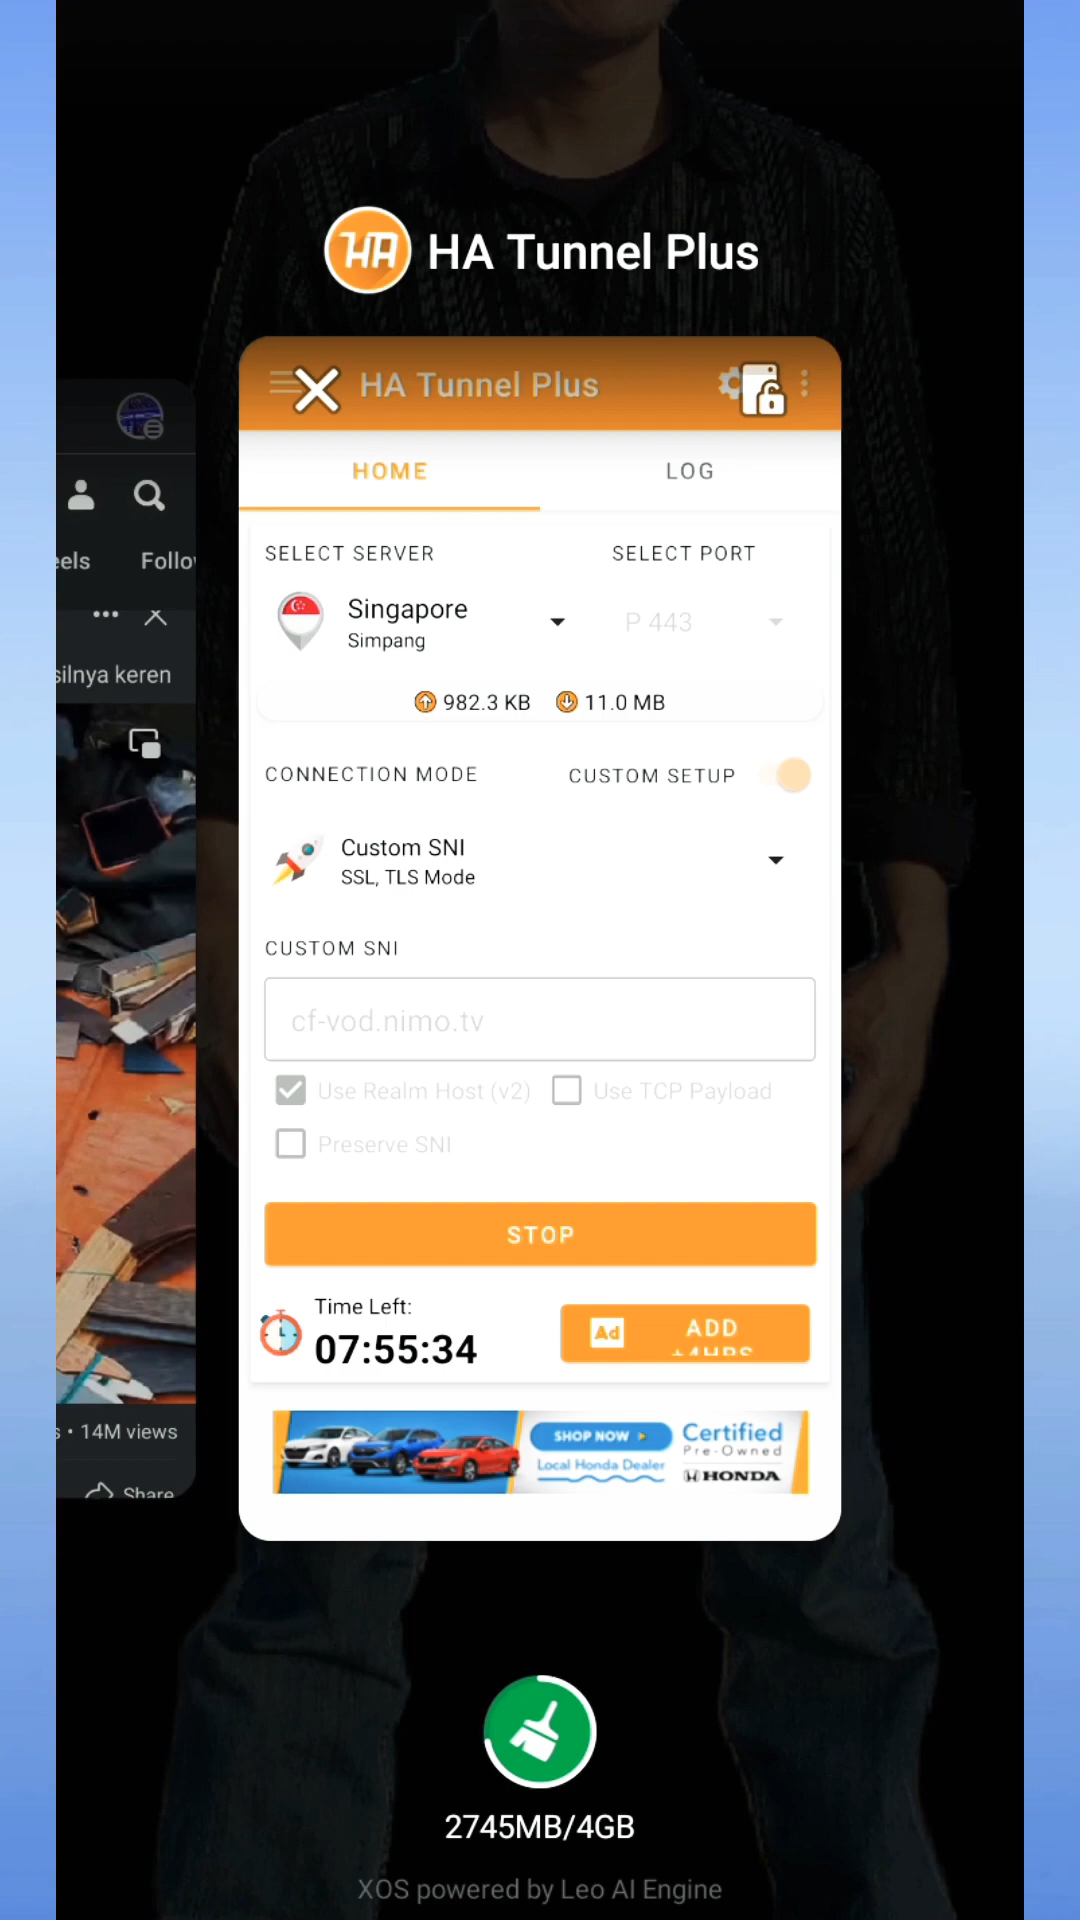 HA Tunnel Plus
HA Tunnel Plus
HOME
LOG
SELECT SERVER
SELECT PORT
Singapore
Simpang
P 443
982.3 KB
11.0 MB
CONNECTION MODE
CUSTOM SETUP
Custom SNI
SSL, TLS Mode
CUSTOM SNI
cf-vod.nimo.tv
Use Realm Host (v2)
Use TCP Payload
Preserve SNI
STOP
Time Left:
07:55:34
Ad
ADD
+4HRS
SHOP NOW
Local Honda Dealer
Certified
Pre-Owned
HONDA
eels
Follo
silnya keren
s • 14M views
Share
2745MB/4GB
XOS powered by Leo AI Engine